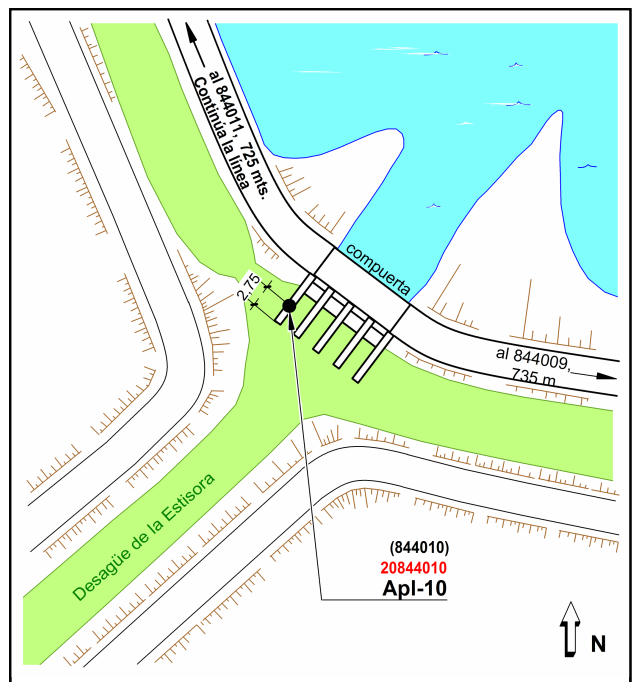 al 844011, 725 mts.
Continúa la línea
compuerta
2,75
al 844009,
735 m
Desagüe de la Estisora
(844010)
20844010
Apl-10
N